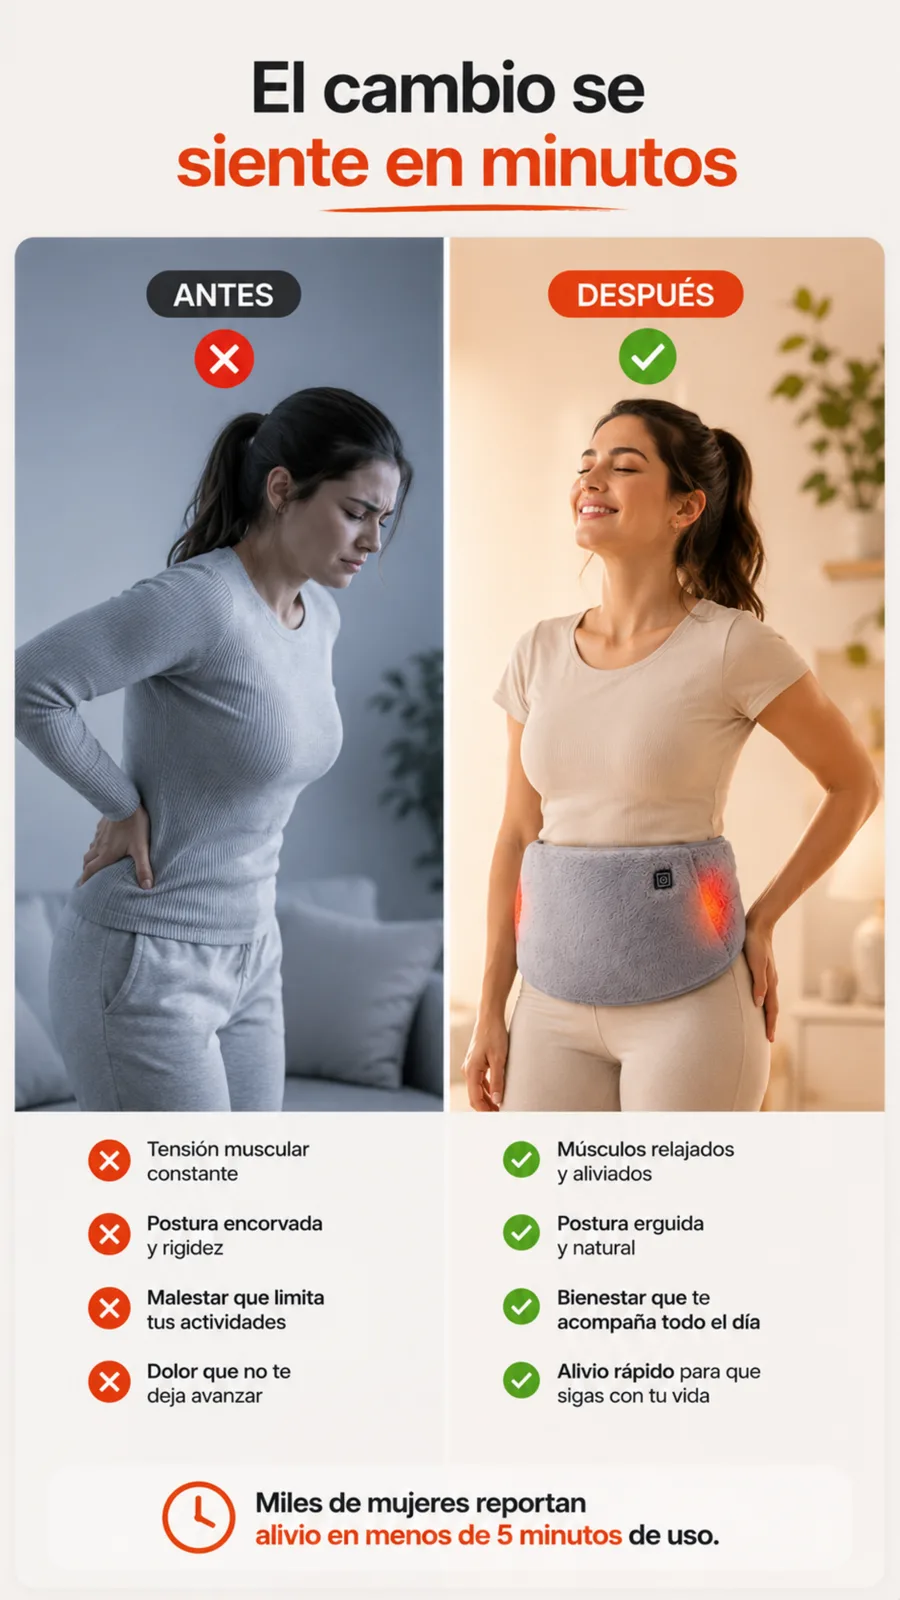 El cambio se
siente en minutos
ANTES
DESPUÉS
Tensión muscular
constante
Postura encorvada
y rigidez
Malestar que limita
tus actividades
Dolor que no te
deja avanzar
Músculos relajados
y aliviados
Postura erguida
y natural
Bienestar que te
acompaña todo el día
Alivio rápido para que
sigas con tu vida
Miles de mujeres reportan
alivio en menos de 5 minutos de uso.